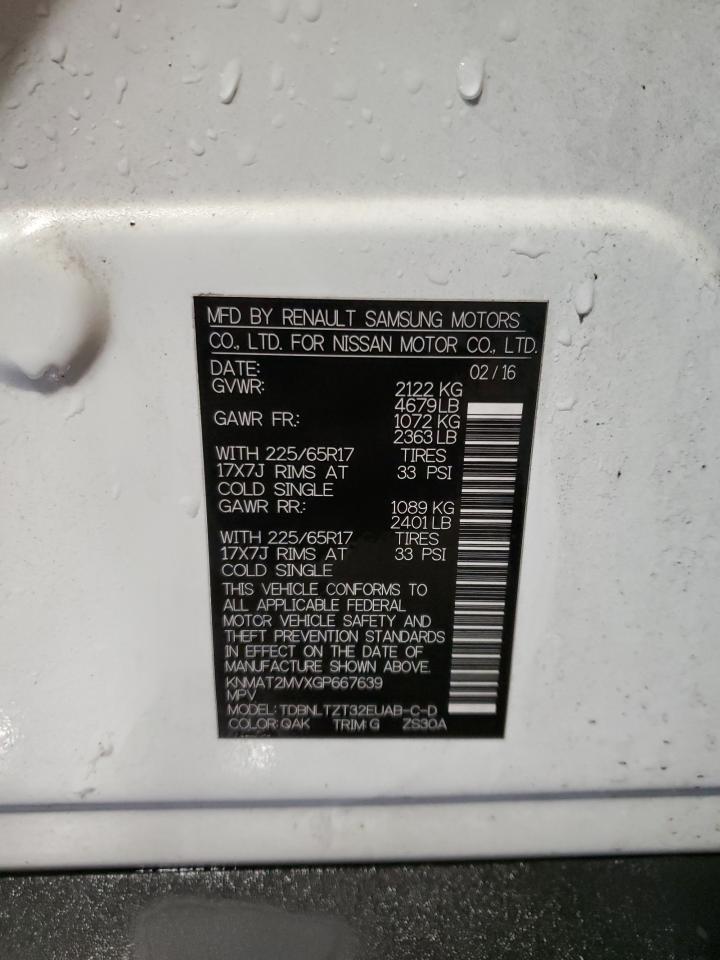 MFD BY RENAULT SAMSUNG MOTORS
CO., LTD. FOR NISSAN MOTOR CO., LTD.
DATE: 02/16
GVWR: 2122 KG
4679 LB
GAWR FR.: 1072 KG
2363 LB
WITH 225/65R17 TIRES
17X7J RIMS AT 33 PSI
COLD SINGLE
GAWR RR.: 1089 KG
2401 LB
WITH 225/65R17 TIRES
17X7J RIMS AT 33 PSI
COLD SINGLE
THIS VEHICLE CONFORMS TO
ALL APPLICABLE FEDERAL
MOTOR VEHICLE SAFETY AND
THEFT PREVENTION STANDARDS
IN EFFECT ON THE DATE OF
MANUFACTURE SHOWN ABOVE.
KNMAT2MVXGP667639
MPV
MODEL: TDBNLTZT32EUAB-C-D
COLOR: QAK TRIM: G ZS30A